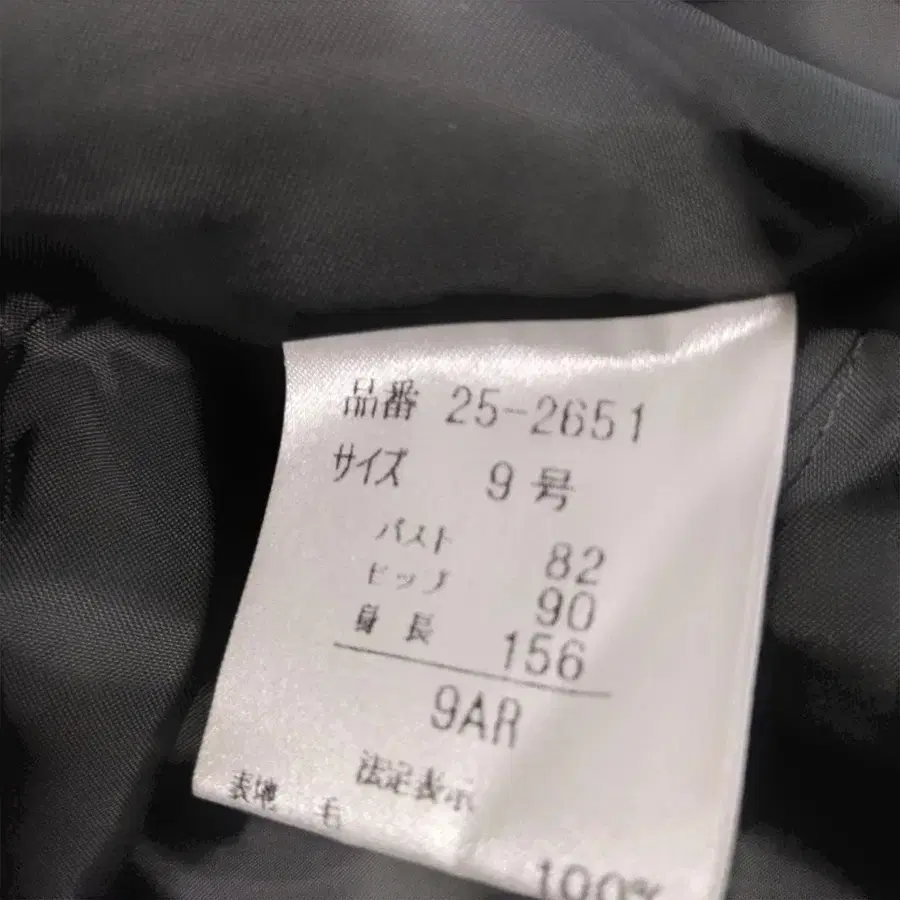 品番 25-2651
サイズ 9号
バスト 82
ヒップ 90
身長 156
9AR
法定表示
表地 毛 100%